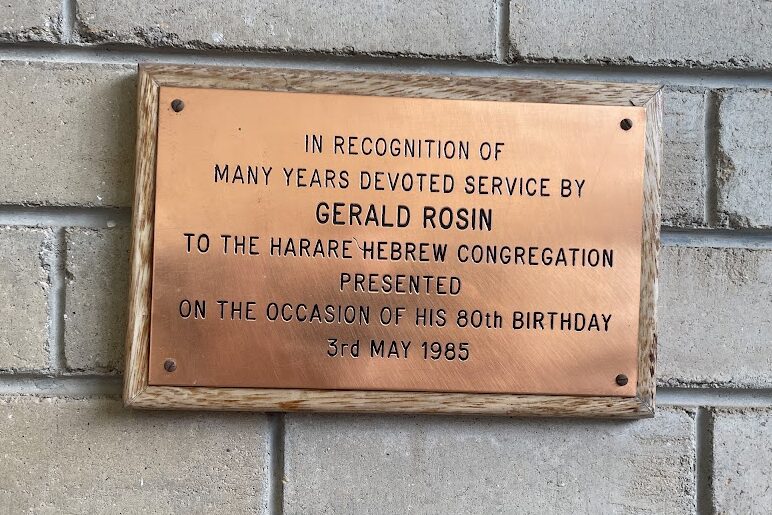 IN RECOGNITION OF
MANY YEARS DEVOTED SERVICE BY
GERALD ROSIN
TO THE HARARE HEBREW CONGREGATION
PRESENTED
ON THE OCCASION OF HIS 80th BIRTHDAY
3rd MAY 1985